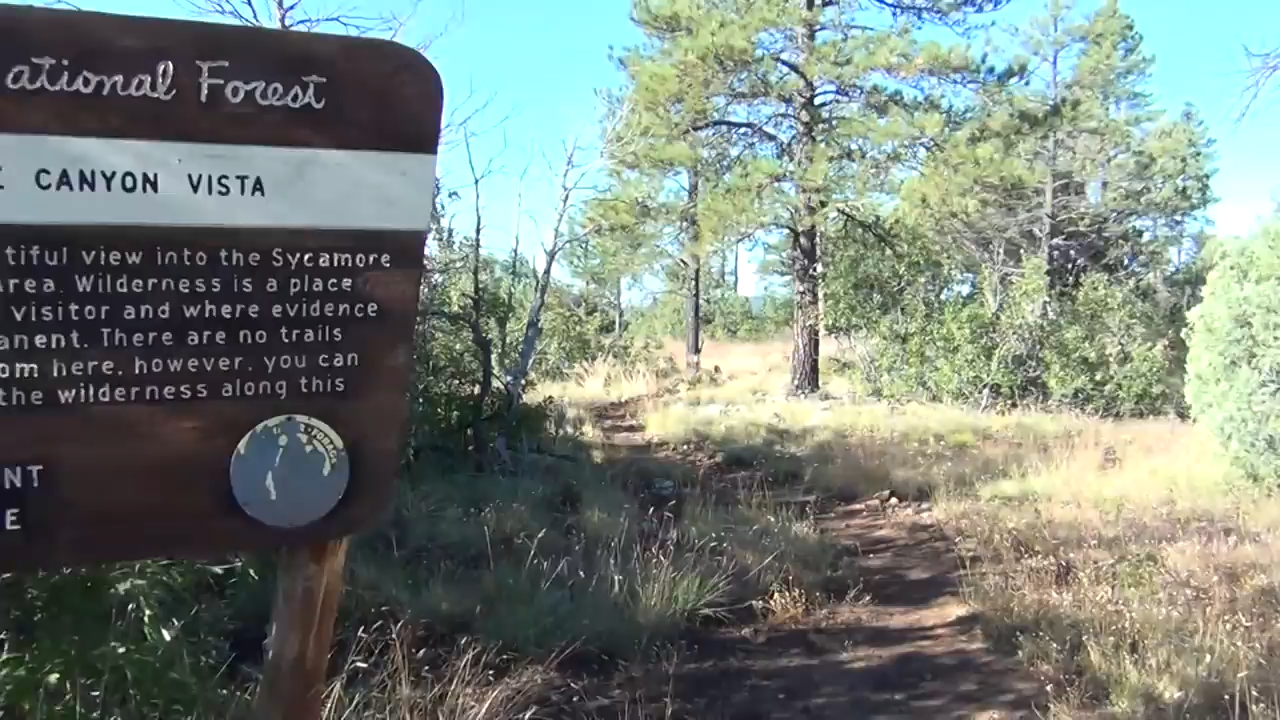 ational Forest
CANYON VISTA
tiful view into the Sycamore
Area. Wilderness is a place
visitor and where evidence
anent. There are no trails
om here, however, you can
the wilderness along this
NT
E